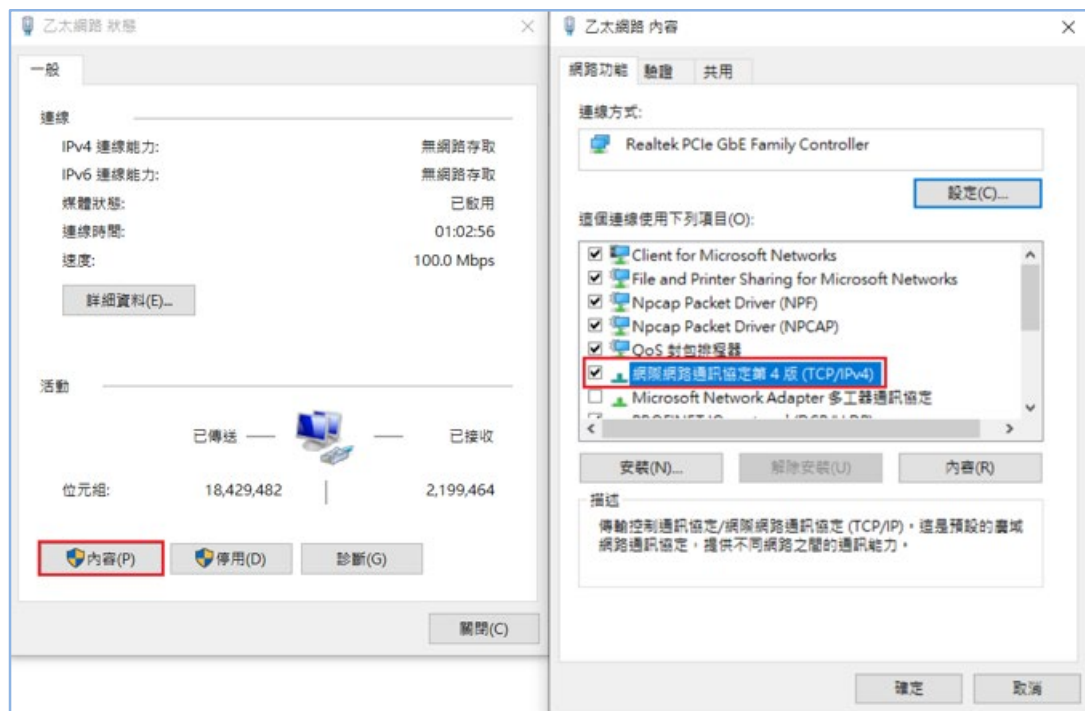 乙太網路 狀態
一般
連線
IPv4 連線能力: 無網路存取
IPv6 連線能力: 無網路存取
媒體狀態: 已啟用
連線時間: 01:02:56
速度: 100.0 Mbps
詳細資料(E)...
活動
已傳送 已接收
位元組: 18,429,482 2,199,464
內容(P) 停用(D) 診斷(G)
關閉(C)
乙太網路 內容
網路功能 驗證 共用
連線方式:
Realtek PCIe GbE Family Controller
設定(C)...
這個連線使用下列項目(O):
Client for Microsoft Networks
File and Printer Sharing for Microsoft Networks
Npcap Packet Driver (NPF)
Npcap Packet Driver (NPCAP)
QoS 封包排程器
網際網路通訊協定第 4 版 (TCP/IPv4)
Microsoft Network Adapter 多工器通訊協定
安裝(N)... 解除安裝(U) 內容(R)
描述
傳輸控制通訊協定/網際網路通訊協定 (TCP/IP)。這是預設的廣域
網路通訊協定，提供不同網路之間的通訊能力。
確定 取消